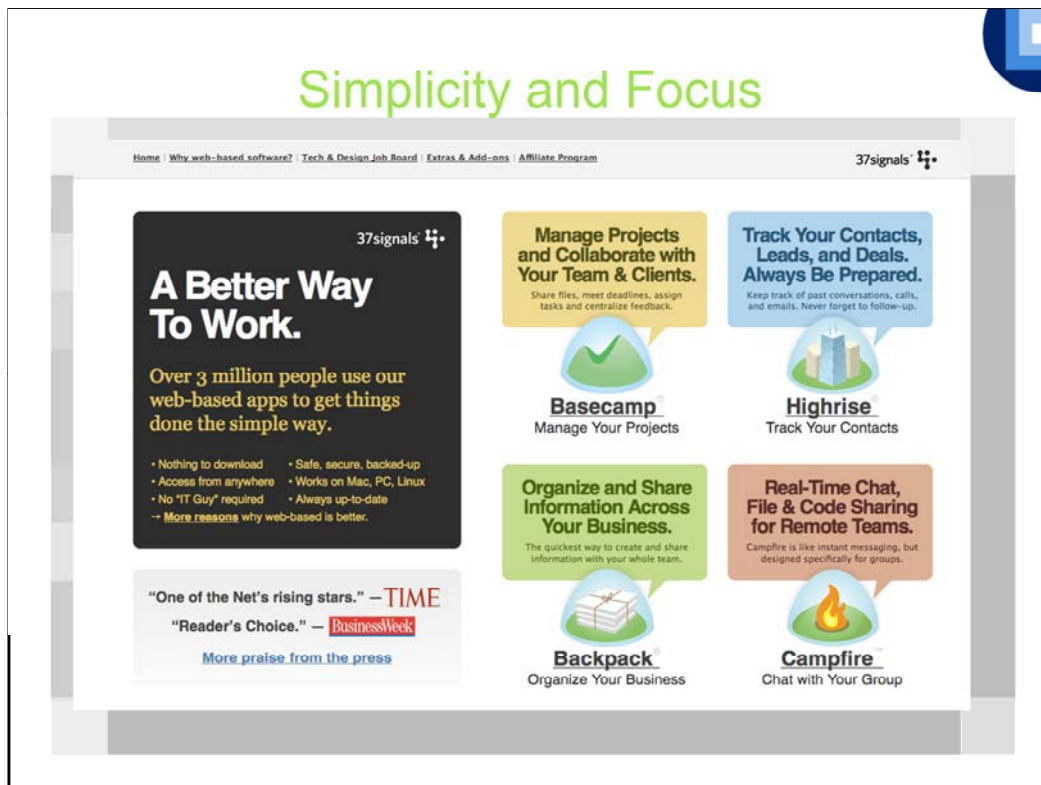 Simplicity and Focus
Home | Why web-based software? | Tech & Design Job Board | Extras & Add-ons | Affiliate Program
37signals
37signals
A Better Way
To Work.
Over 3 million people use our
web-based apps to get things
done the simple way.
• Nothing to download • Safe, secure, backed-up
• Access from anywhere • Works on Mac, PC, Linux
• No "IT Guy" required • Always up-to-date
→ More reasons why web-based is better.
“One of the Net's rising stars.” — TIME
“Reader's Choice.” — BusinessWeek
More praise from the press
Manage Projects
and Collaborate with
Your Team & Clients.
Share files, meet deadlines, assign
tasks and centralize feedback.
Basecamp
Manage Your Projects
Track Your Contacts,
Leads, and Deals.
Always Be Prepared.
Keep track of past conversations, calls,
and emails. Never forget to follow-up.
Highrise
Track Your Contacts
Organize and Share
Information Across
Your Business.
The quickest way to create and share
information with your whole team.
Backpack
Organize Your Business
Real-Time Chat,
File & Code Sharing
for Remote Teams.
Campfire is like instant messaging, but
designed specifically for groups.
Campfire
Chat with Your Group